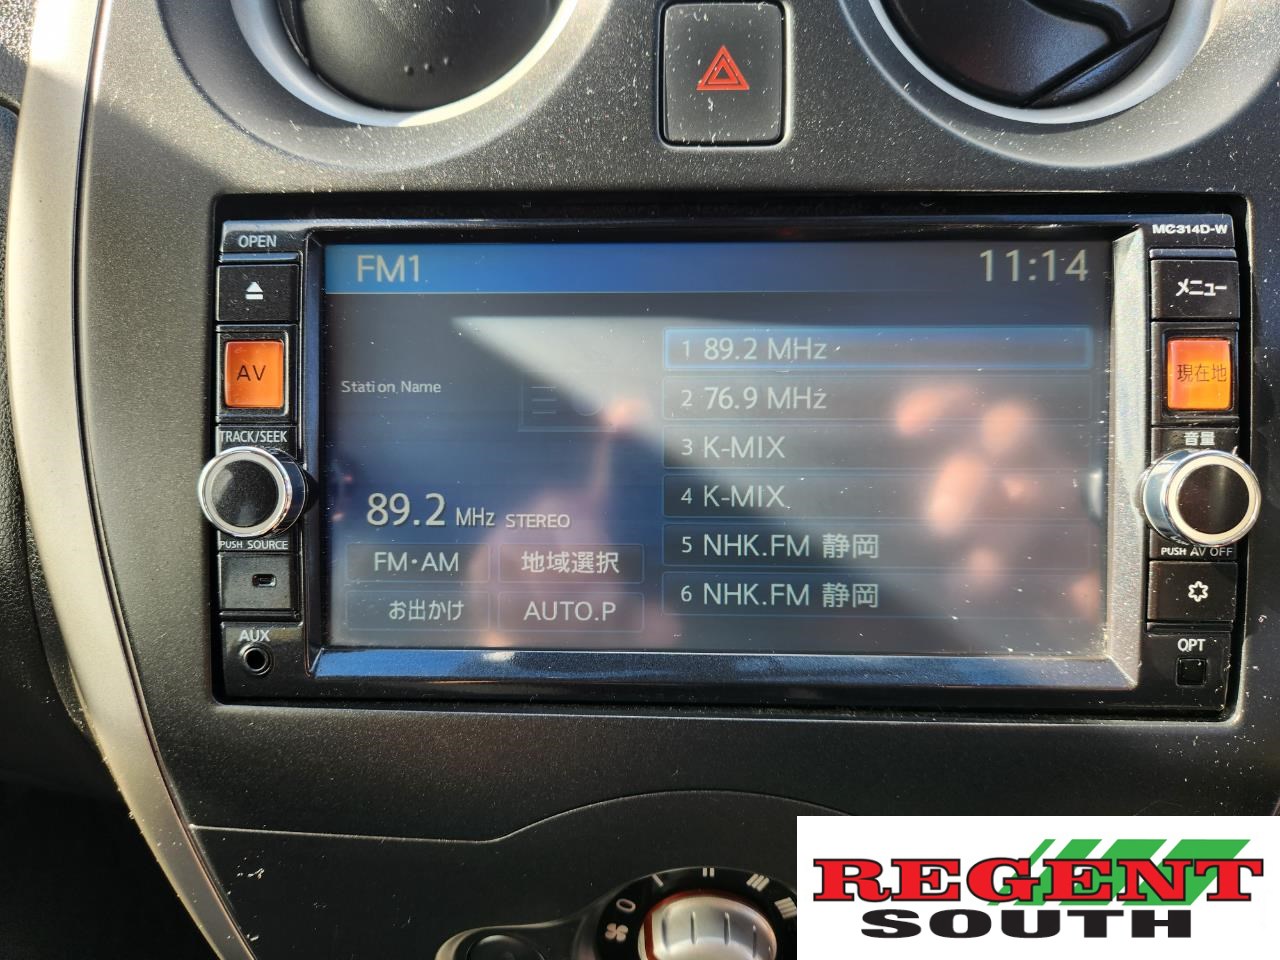 OPEN
MC314D-W
FM1
11:14
メニュー
AV
現在地
1 89.2 MHz
Station Name
2 76.9 MHz
TRACK/SEEK
音量
3 K-MIX
4 K-MIX
89.2 MHz STEREO
PUSH SOURCE
PUSH AV OFF
5 NHK.FM 静岡
FM・AM
地域選択
6 NHK.FM 静岡
お出かけ
AUTO.P
AUX
OPT
0
REGENT
SOUTH